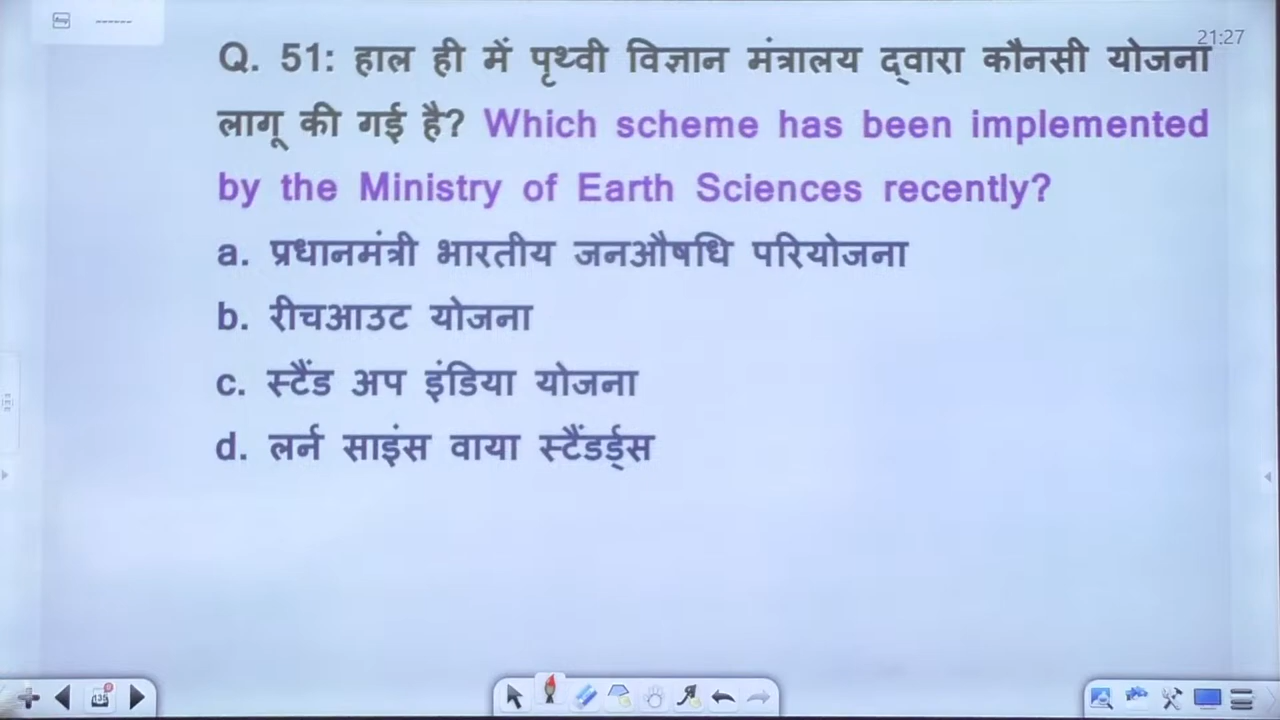 21:27
Q. 51: हाल ही में पृथ्वी विज्ञान मंत्रालय द्वारा कौनसी योजना
लागू की गई है? Which scheme has been implemented
by the Ministry of Earth Sciences recently?
a. प्रधानमंत्री भारतीय जनऔषधि परियोजना
b. रीचआउट योजना
c. स्टैंड अप इंडिया योजना
d. लर्न साइंस वाया स्टैंडर्ड्स
135